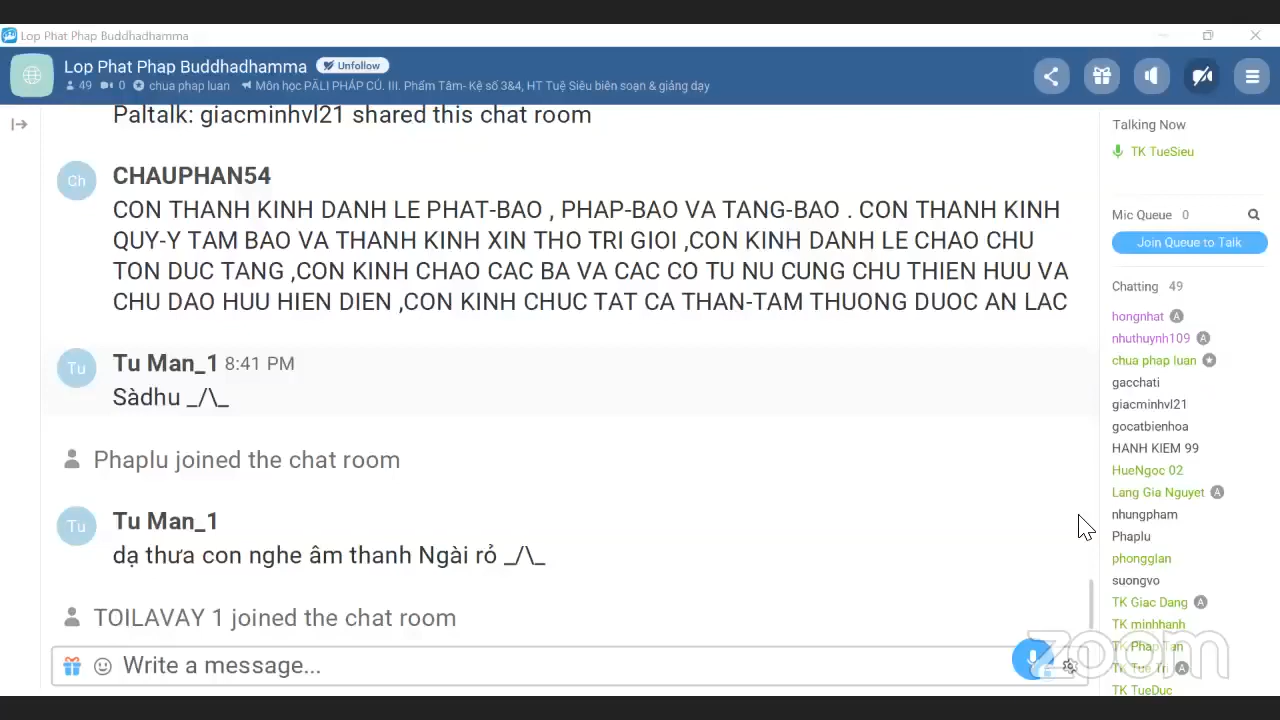 Lop Phat Phap Buddhadhamma
Lop Phat Phap Buddhadhamma Unfollow
49 0 chua phap luan Môn học PĀLI PHÁP CÚ. III. Phẩm Tâm- Kệ số 3&4, HT Tuệ Siêu biên soạn & giảng dạy
Paltalk: giacminhvl21 shared this chat room
Ch CHAUPHAN54
CON THANH KINH DANH LE PHAT-BAO , PHAP-BAO VA TANG-BAO . CON THANH KINH
QUY-Y TAM BAO VA THANH KINH XIN THO TRI GIOI ,CON KINH DANH LE CHAO CHU
TON DUC TANG ,CON KINH CHAO CAC BA VA CAC CO TU NU CUNG CHU THIEN HUU VA
CHU DAO HUU HIEN DIEN ,CON KINH CHUC TAT CA THAN-TAM THUONG DUOC AN LAC
Tu Tu Man_1 8:41 PM
Sàdhu _/\_
Phaplu joined the chat room
Tu Tu Man_1
dạ thưa con nghe âm thanh Ngài rỏ _/\_
TOILAVAY 1 joined the chat room
Write a message...
Talking Now
TK TueSieu
Mic Queue 0
Join Queue to Talk
Chatting 49
hongnhat A
nhuthuynh109 A
chua phap luan
gacchati
giacminhvl21
gocatbienhoa
HANH KIEM 99
HueNgoc 02
Lang Gia Nguyet A
nhungpham
Phaplu
phongglan
suongvo
TK Giac Dang A
TK minhhanh
TK Phap Tan
TK Tue Tri A
TK TueDuc
zoom